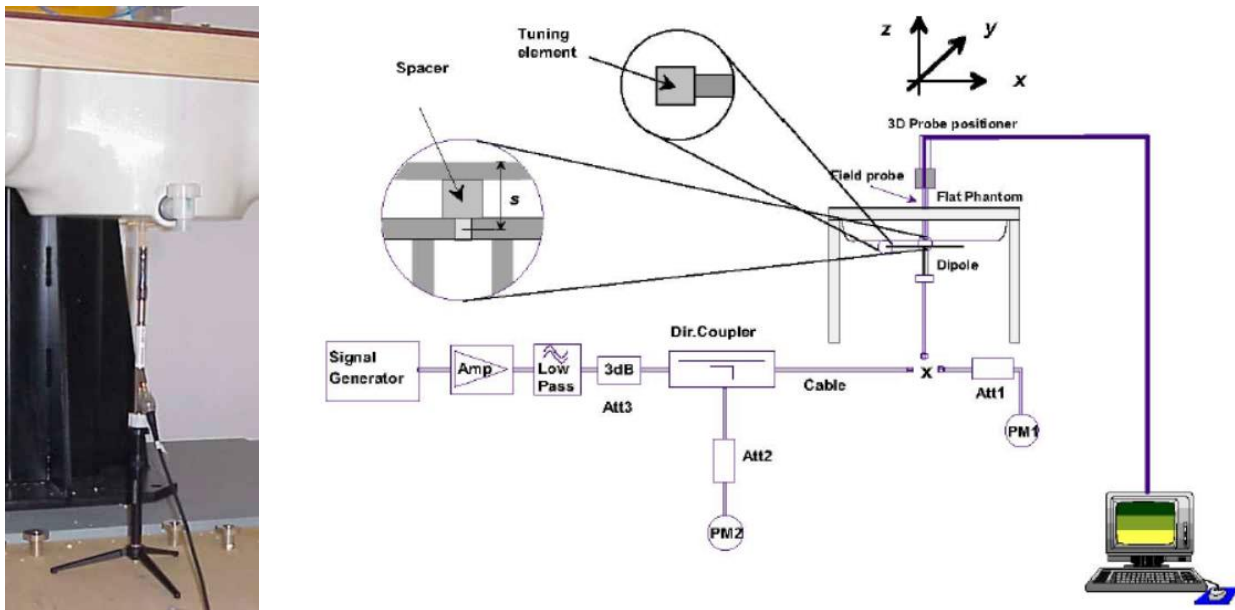 Tuning
element
Spacer
z
y
x
3D Probe positioner
Field probe
Flat Phantom
s
Dipole
Dir.Coupler
Signal
Generator
Amp
Low
Pass
3dB
Att3
Cable
X
Att1
PM1
Att2
PM2